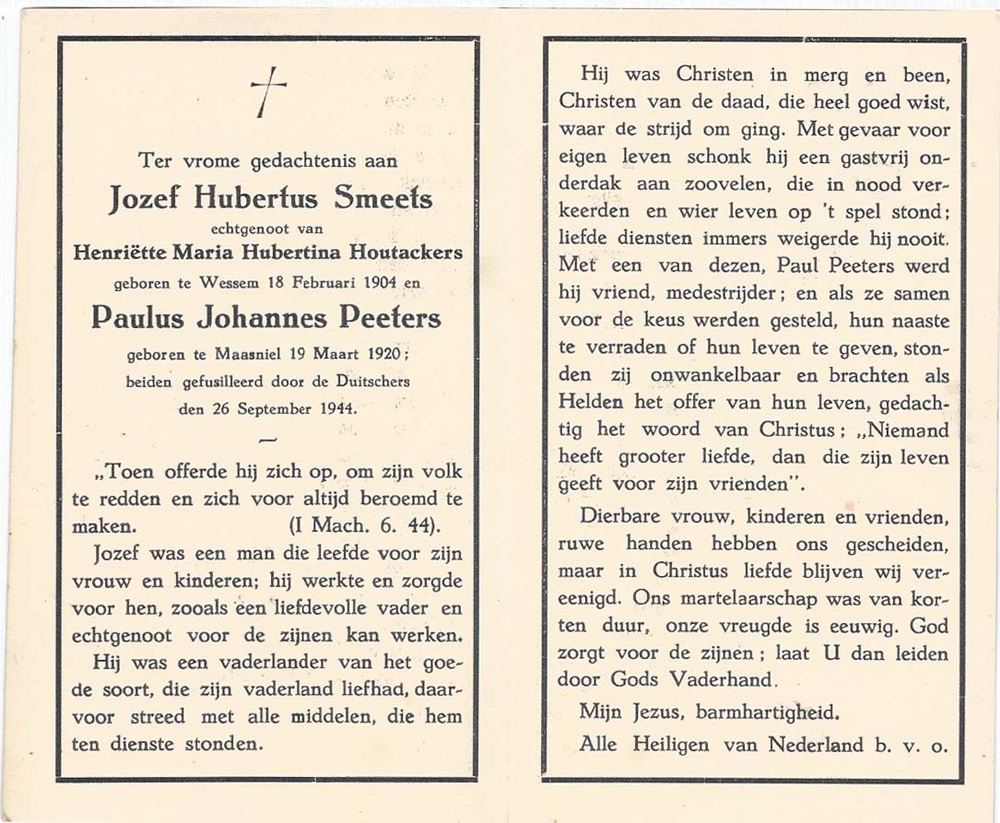 Ter vrome gedachtenis aan
Jozef Hubertus Smeets
echtgenoot van
Henriëtte Maria Hubertina Houtackers
geboren te Wessem 18 Februari 1904 en
Paulus Johannes Peeters
geboren te Maasniel 19 Maart 1920;
beiden gefusilleerd door de Duitschers
den 26 September 1944.
—
„Toen offerde hij zich op, om zijn volk
te redden en zich voor altijd beroemd te
maken. (I Mach. 6. 44).
Jozef was een man die leefde voor zijn
vrouw en kinderen; hij werkte en zorgde
voor hen, zooals een liefdevolle vader en
echtgenoot voor de zijnen kan werken.
Hij was een vaderlander van het goe-
de soort, die zijn vaderland liefhad, daar-
voor streed met alle middelen, die hem
ten dienste stonden.
Hij was Christen in merg en been,
Christen van de daad, die heel goed wist,
waar de strijd om ging. Met gevaar voor
eigen leven schonk hij een gastvrij on-
derdak aan zoovelen, die in nood ver-
keerden en wier leven op 't spel stond;
liefde diensten immers weigerde hij nooit.
Met een van dezen, Paul Peeters werd
hij vriend, medestrijder; en als ze samen
voor de keus werden gesteld, hun naaste
te verraden of hun leven te geven, ston-
den zij onwankelbaar en brachten als
Helden het offer van hun leven, gedach-
tig het woord van Christus; „Niemand
heeft grooter liefde, dan die zijn leven
geeft voor zijn vrienden”.
Dierbare vrouw, kinderen en vrienden,
ruwe handen hebben ons gescheiden,
maar in Christus liefde blijven wij ver-
eenigd. Ons martelaarschap was van kor-
ten duur, onze vreugde is eeuwig. God
zorgt voor de zijnen; laat U dan leiden
door Gods Vaderhand.
Mijn Jezus, barmhartigheid.
Alle Heiligen van Nederland b. v. o.